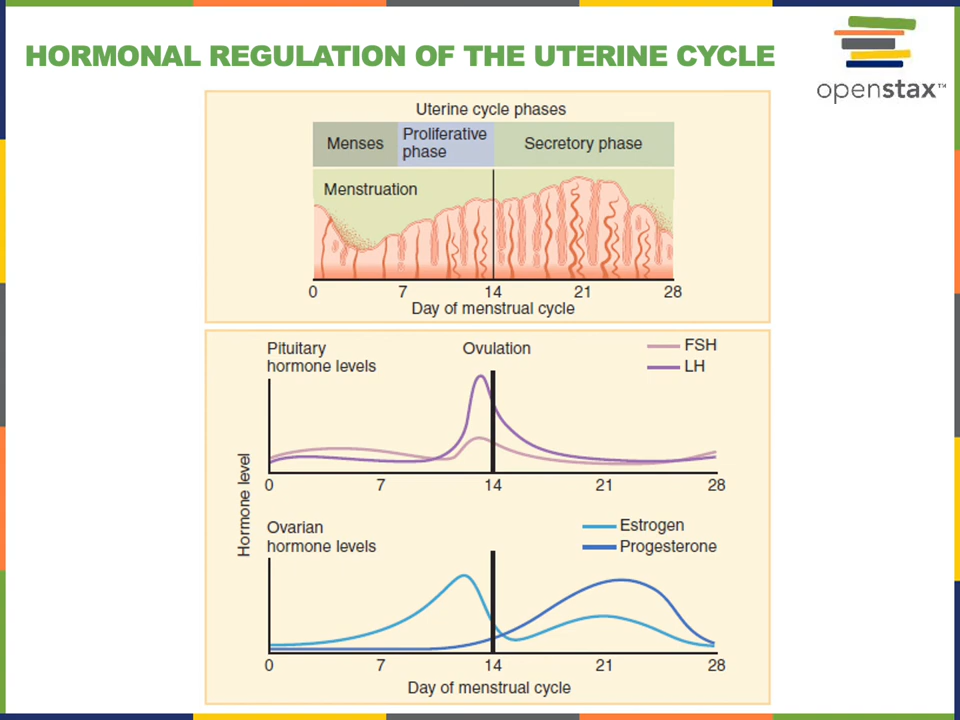 HORMONAL REGULATION OF THE UTERINE CYCLE
openstax™
Uterine cycle phases
Menses
Proliferative
phase
Secretory phase
Menstruation
0 7 14 21 28
Day of menstrual cycle
Pituitary
hormone levels
Ovulation
FSH
LH
Hormone level
0 7 14 21 28
Ovarian
hormone levels
Estrogen
Progesterone
0 7 14 21 28
Day of menstrual cycle